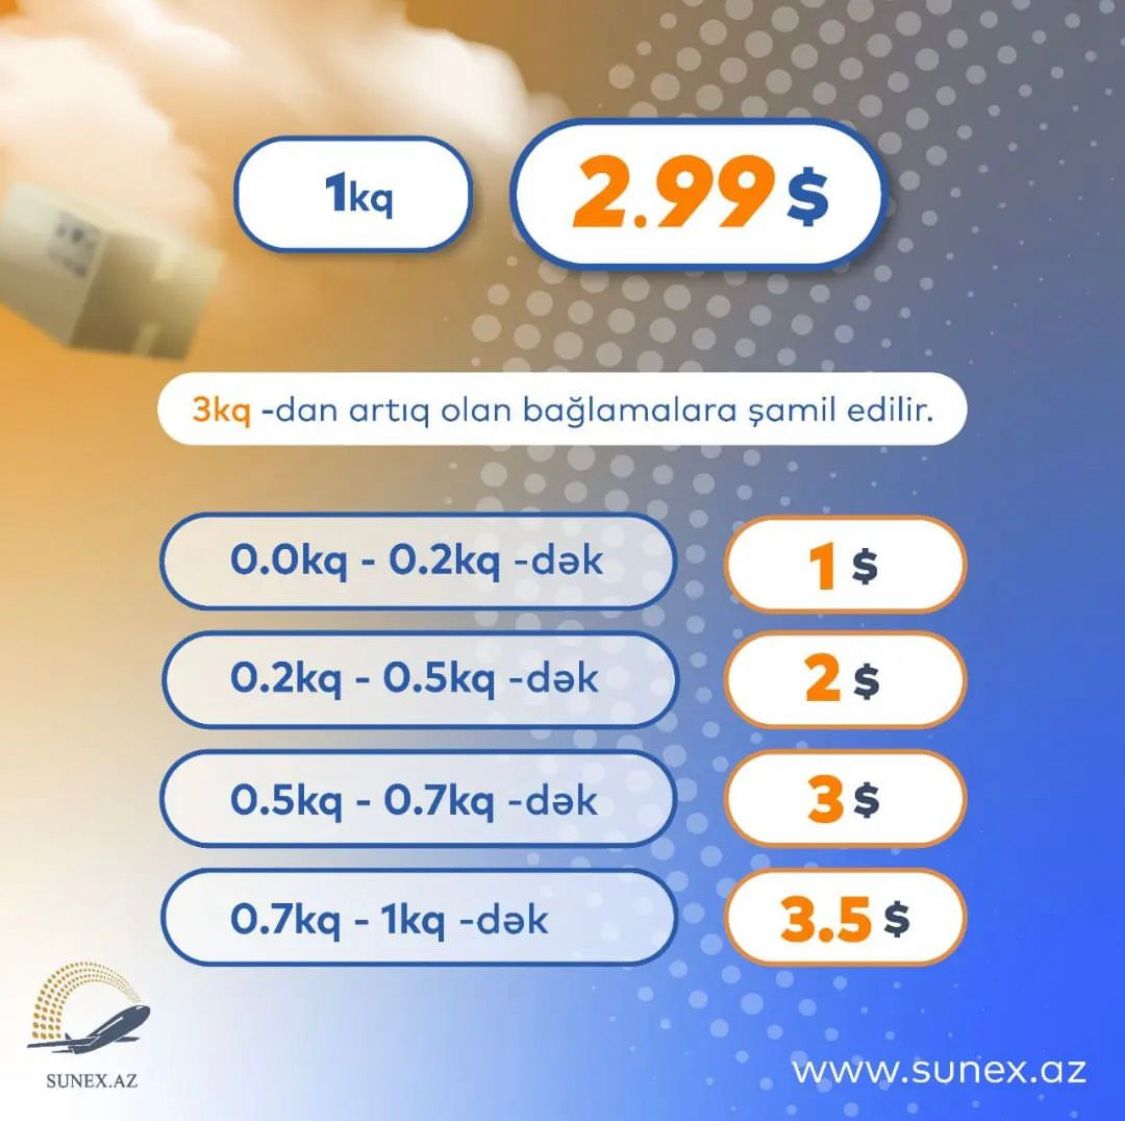 1kq 2.99$
3kq -dan artıq olan bağlamalara şamil edilir.
0.0kq - 0.2kq -dək 1$
0.2kq - 0.5kq -dək 2$
0.5kq - 0.7kq -dək 3$
0.7kq - 1kq -dək 3.5$
SUNEX.AZ
www.sunex.az